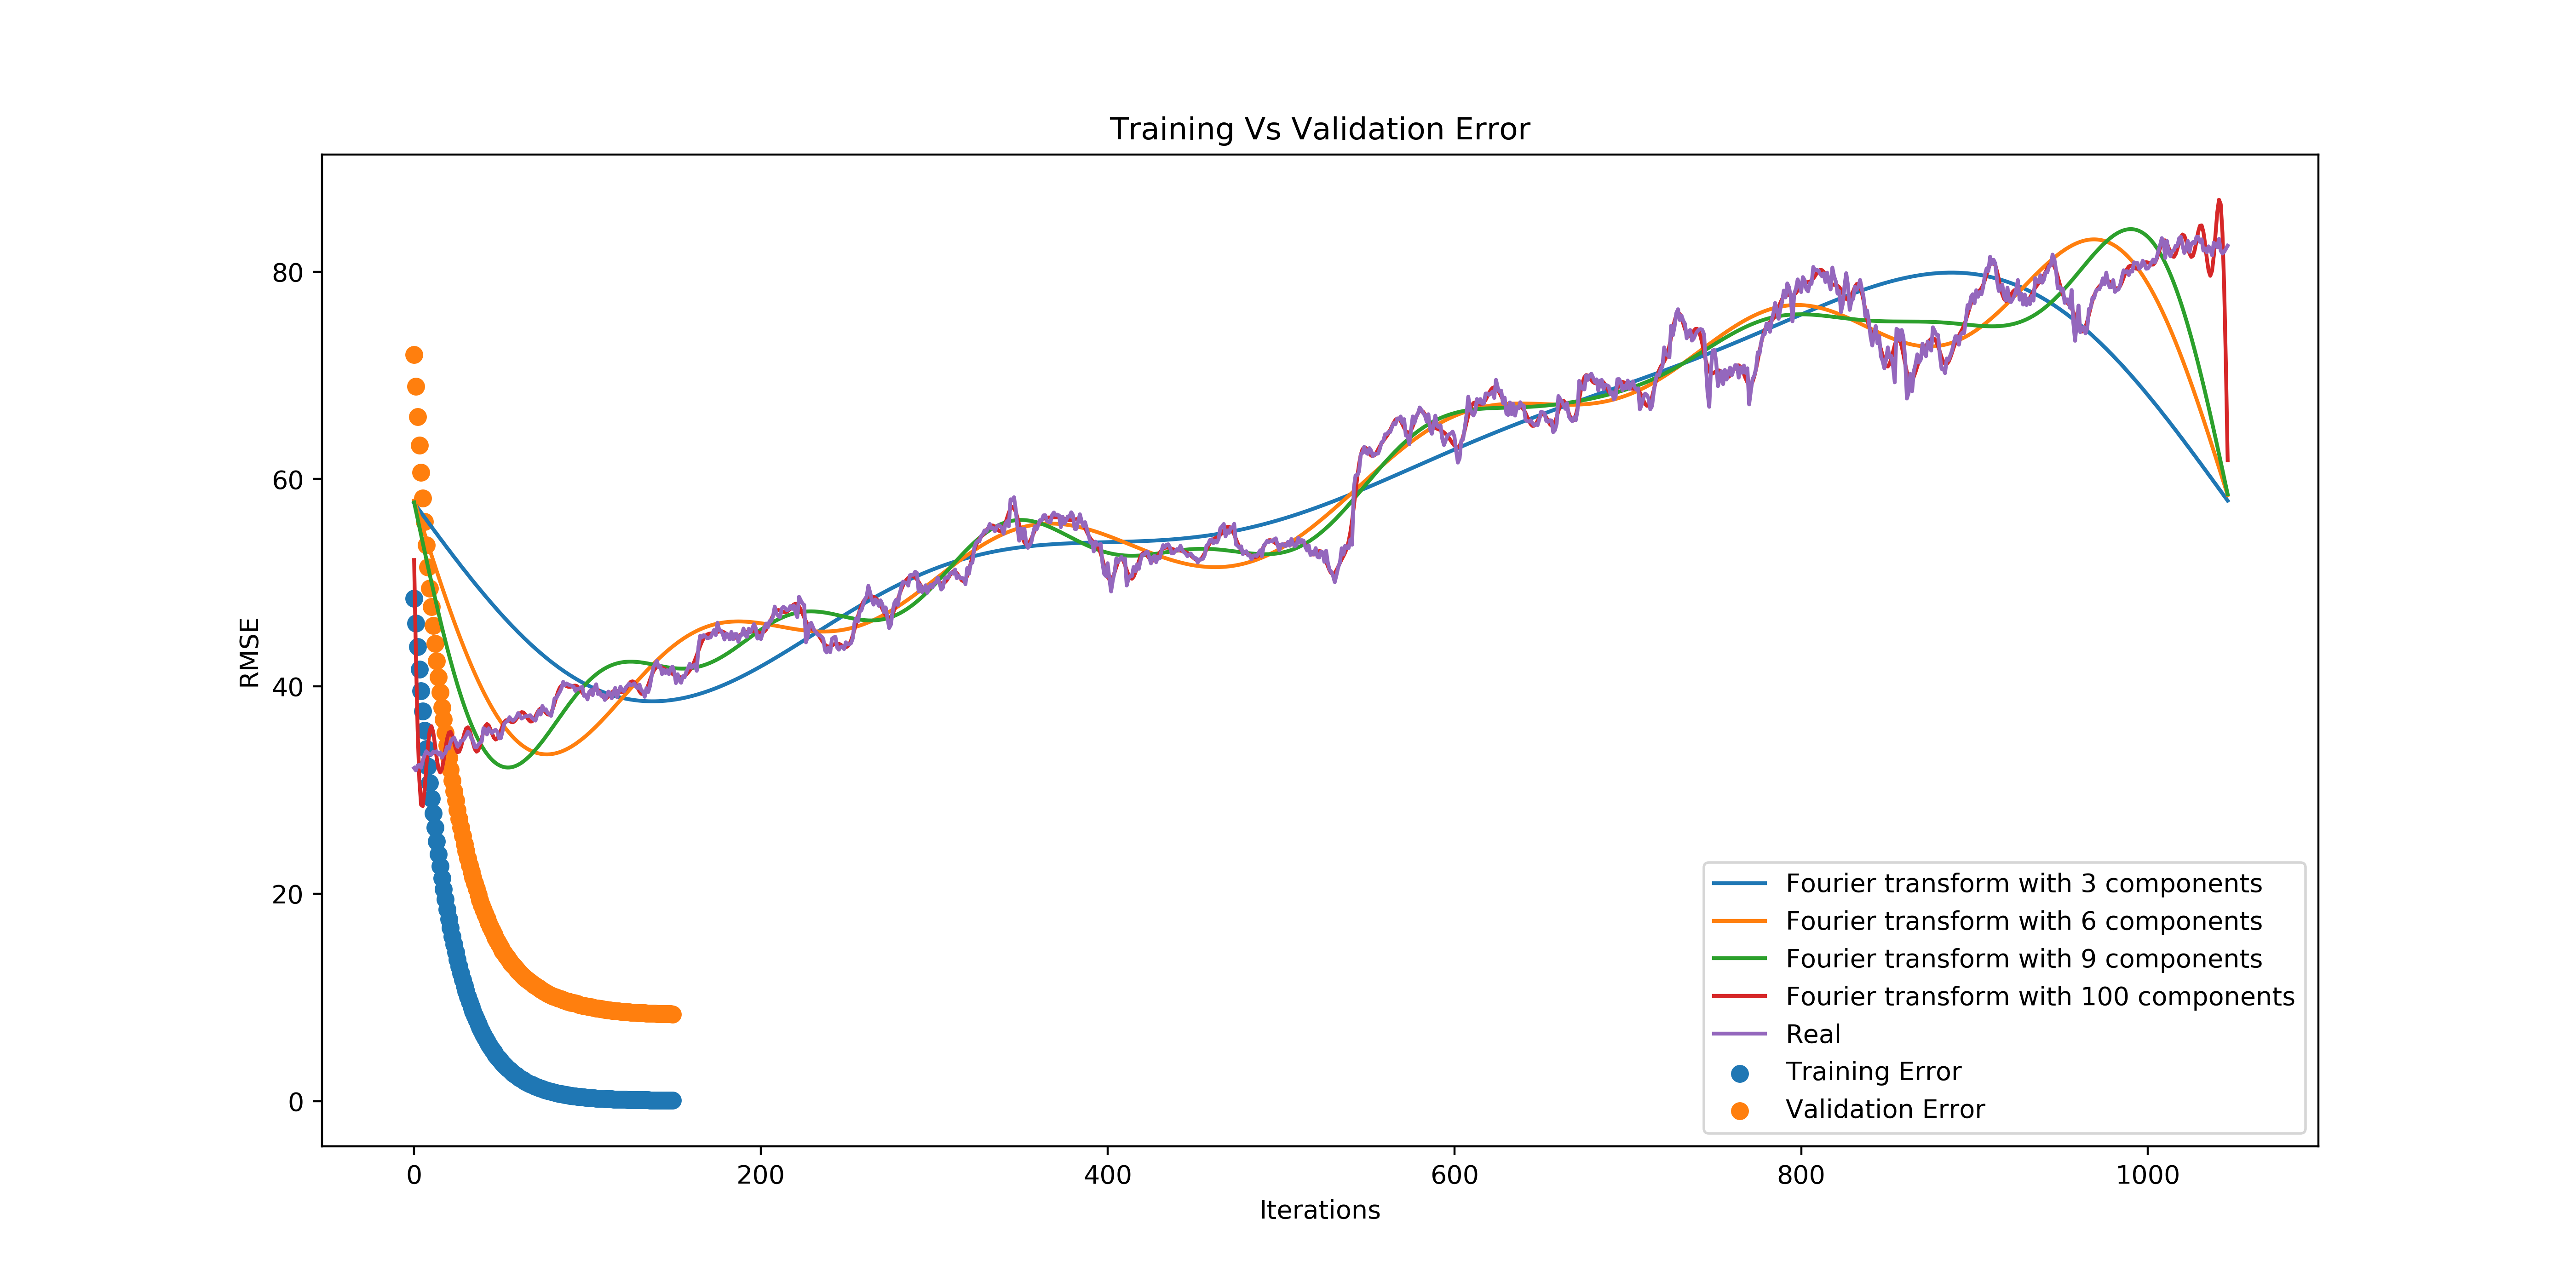 Training Vs Validation Error
RMSE
80
60
40
20
0
0 200 400 600 800 1000
Iterations
Fourier transform with 3 components
Fourier transform with 6 components
Fourier transform with 9 components
Fourier transform with 100 components
Real
Training Error
Validation Error